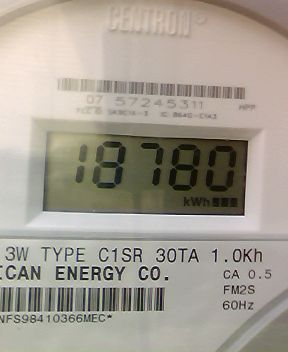 CENTRON®
07 57245311
18780
kWh
3W TYPE C1SR 30TA 1.0Kh
ICAN ENERGY CO.
CA 0.5
FM2S
60Hz
NFS98410366MEC*